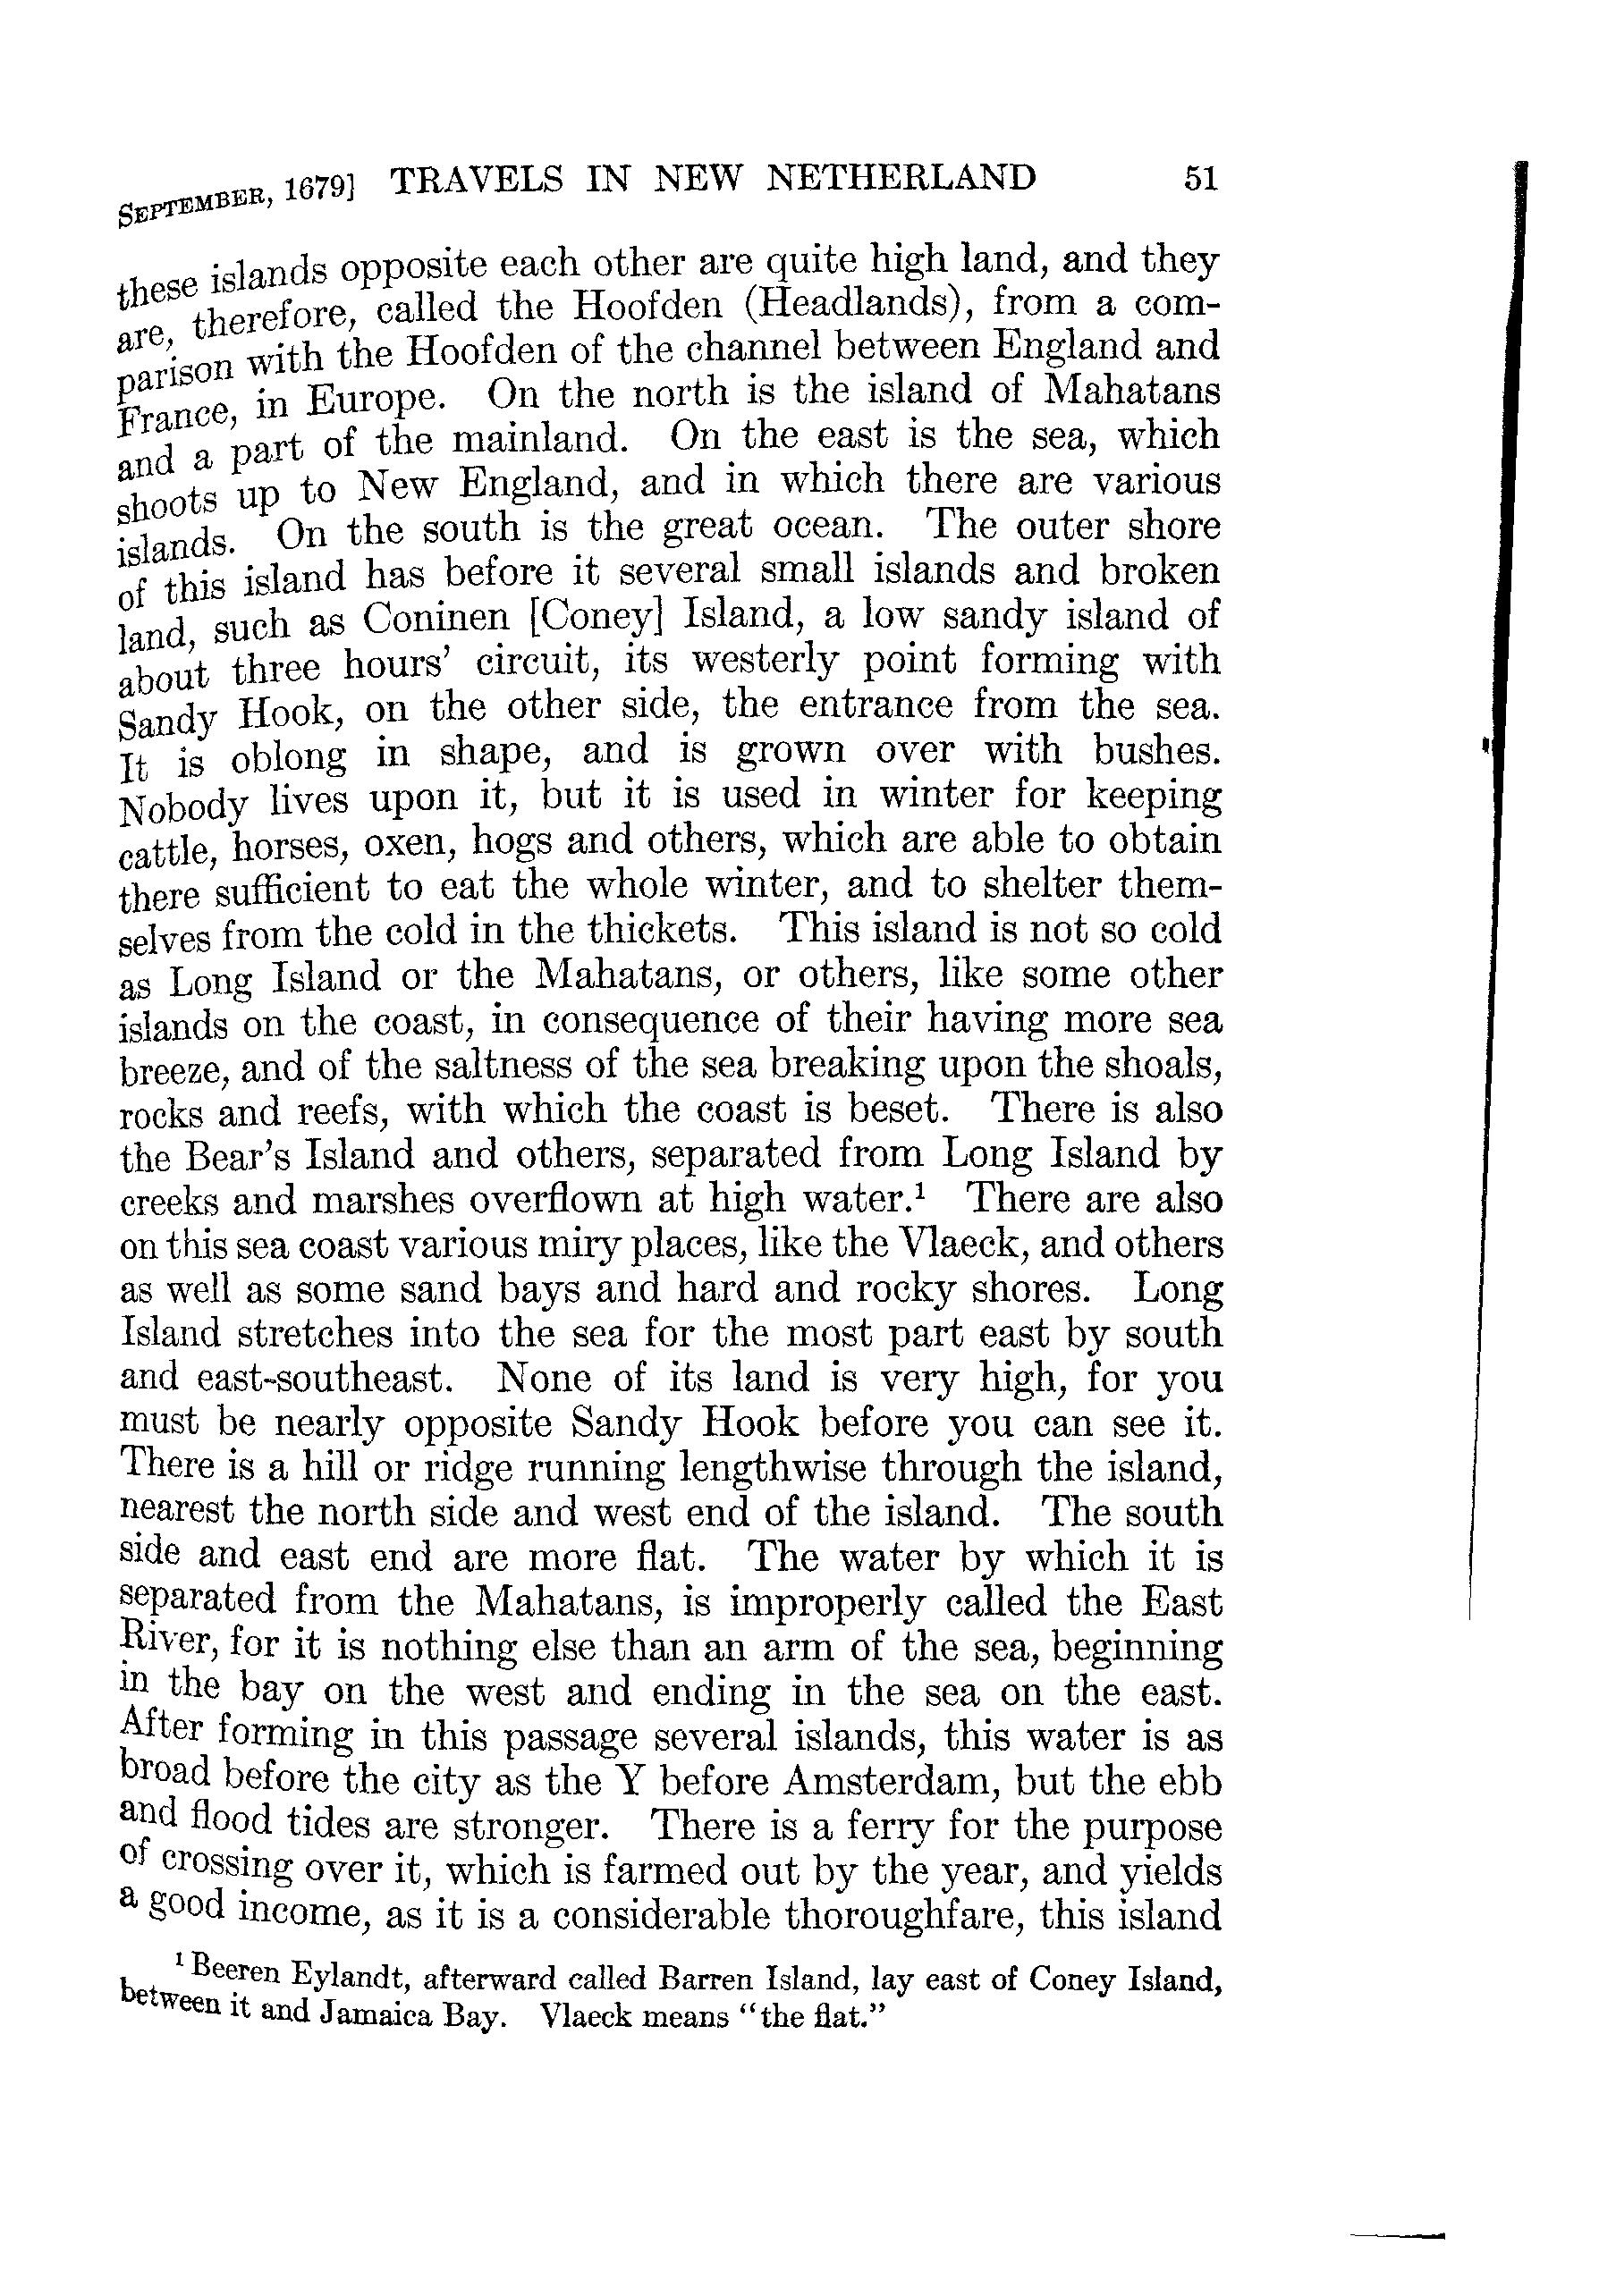 SEPTEMBER, 1679] TRAVELS IN NEW NETHERLAND 51
these islands opposite each other are quite high land, and they
are, therefore, called the Hoofden (Headlands), from a com-
parison with the Hoofden of the channel between England and
France, in Europe. On the north is the island of Mahatans
and a part of the mainland. On the east is the sea, which
shoots up to New England, and in which there are various
islands. On the south is the great ocean. The outer shore
of this island has before it several small islands and broken
land, such as Coninen [Coney] Island, a low sandy island of
about three hours' circuit, its westerly point forming with
Sandy Hook, on the other side, the entrance from the sea.
It is oblong in shape, and is grown over with bushes.
Nobody lives upon it, but it is used in winter for keeping
cattle, horses, oxen, hogs and others, which are able to obtain
there sufficient to eat the whole winter, and to shelter them-
selves from the cold in the thickets. This island is not so cold
as Long Island or the Mahatans, or others, like some other
islands on the coast, in consequence of their having more sea
breeze, and of the saltness of the sea breaking upon the shoals,
rocks and reefs, with which the coast is beset. There is also
the Bear's Island and others, separated from Long Island by
creeks and marshes overflown at high water.¹ There are also
on this sea coast various miry places, like the Vlaeck, and others
as well as some sand bays and hard and rocky shores. Long
Island stretches into the sea for the most part east by south
and east-southeast. None of its land is very high, for you
must be nearly opposite Sandy Hook before you can see it.
There is a hill or ridge running lengthwise through the island,
nearest the north side and west end of the island. The south
side and east end are more flat. The water by which it is
separated from the Mahatans, is improperly called the East
River, for it is nothing else than an arm of the sea, beginning
in the bay on the west and ending in the sea on the east.
After forming in this passage several islands, this water is as
broad before the city as the Y before Amsterdam, but the ebb
and flood tides are stronger. There is a ferry for the purpose
of crossing over it, which is farmed out by the year, and yields
a good income, as it is a considerable thoroughfare, this island
¹ Beeren Eylandt, afterward called Barren Island, lay east of Coney Island,
between it and Jamaica Bay. Vlaeck means "the flat."